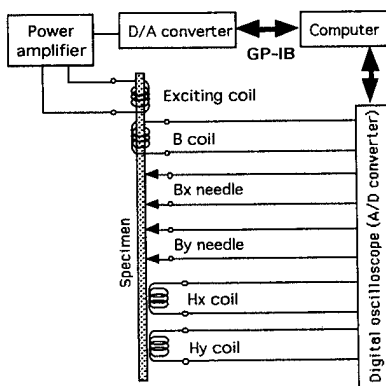 Power
amplifier
D/A converter
Computer
GP-IB
Exciting coil
B coil
Bx needle
By needle
Hx coil
Hy coil
Specimen
Digital oscilloscope (A/D converter)